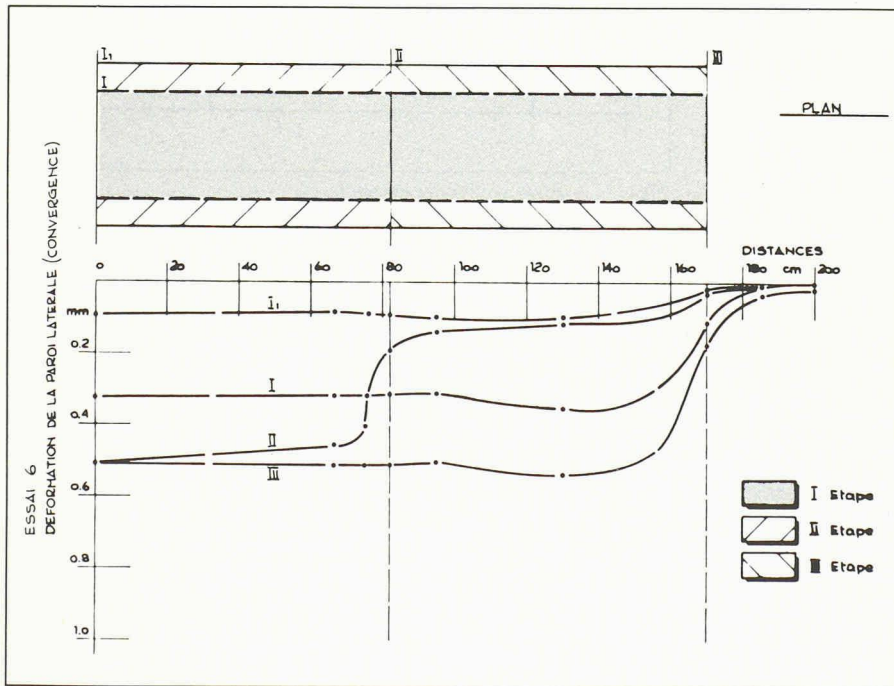 I₁
II
III
I
PLAN
ESSAI 6
DEFORMATION DE LA PAROI LATERALE (CONVERGENCE)
DISTANCES
0 20 40 60 80 100 120 140 160 180 cm 200
mm
I₁
0.2
I
0.4
II
III
0.6
0.8
1.0
I Etape
II Etape
III Etape